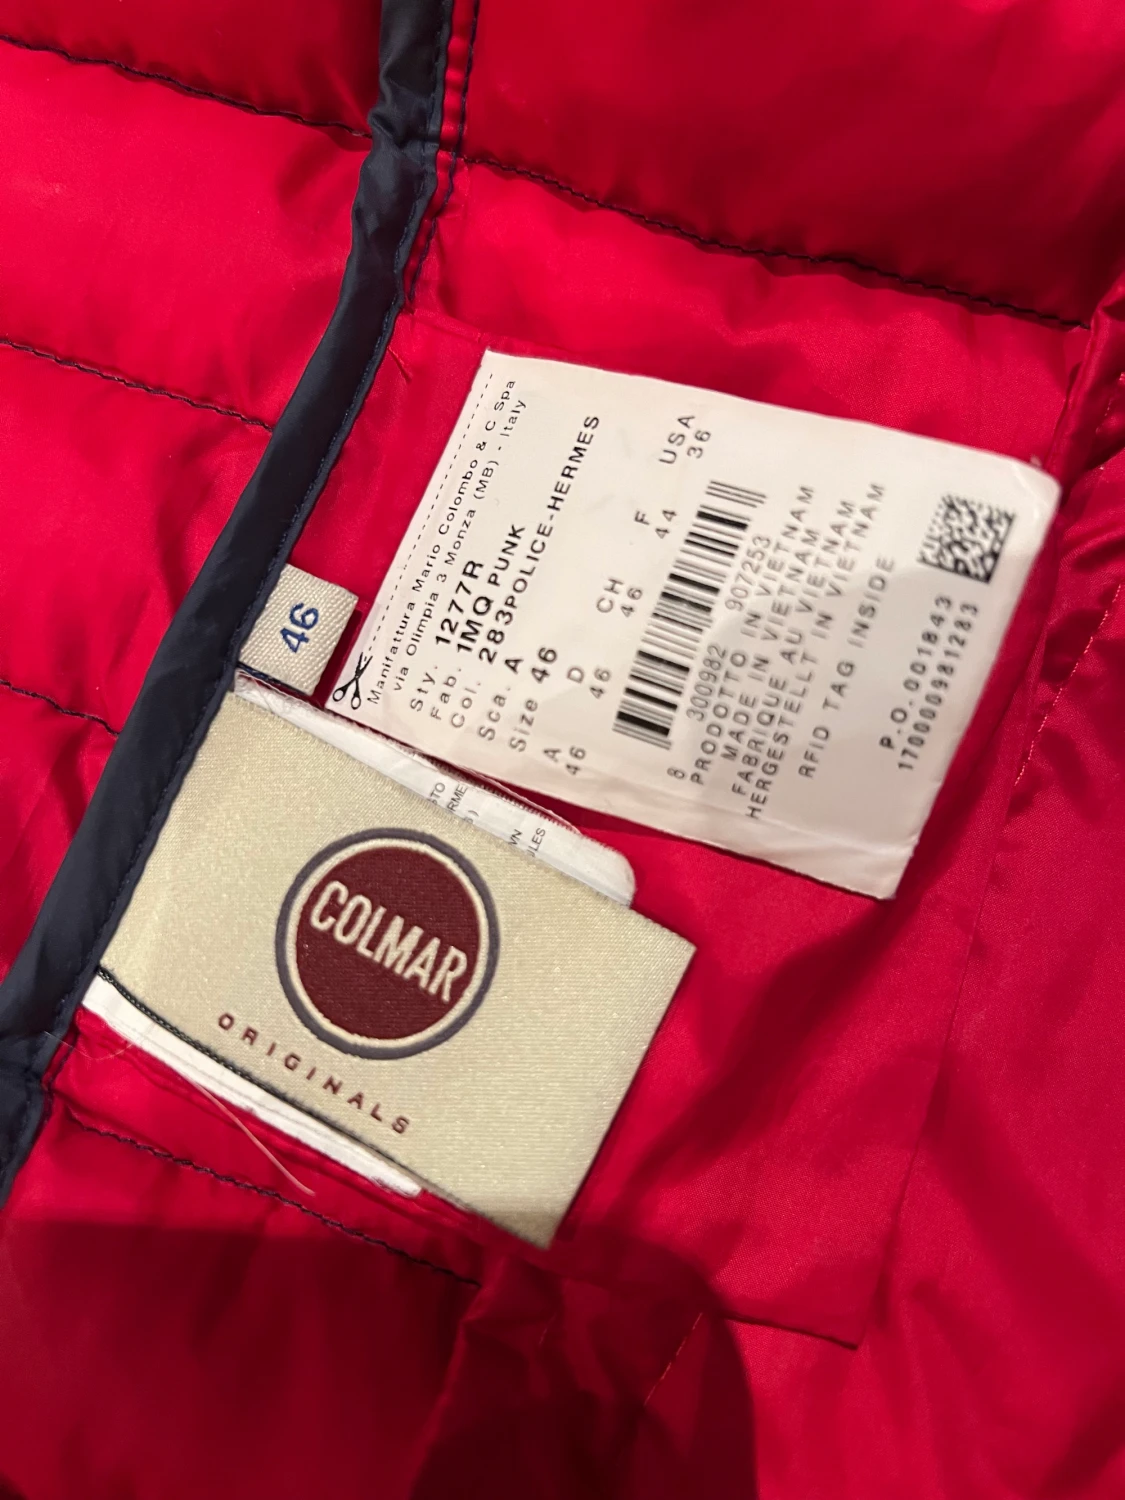 Manifattura Mario Colombo & C Spa
via Olimpia 3 Monza (MB) - Italy
Sty. 1277R
Fab. 1MQ PUNK
Col. 283POLICE-HERMES
Sca. A
Size 46
A D CH F USA
46 46 46 44 36
8 300982 907253
PRODOTTO IN VIETNAM
MADE IN VIETNAM
FABRIQUE AU VIETNAM
HERGESTELLT IN VIETNAM
RFID TAG INSIDE
P.O.001843
1700000981283
46
COLMAR
ORIGINALS